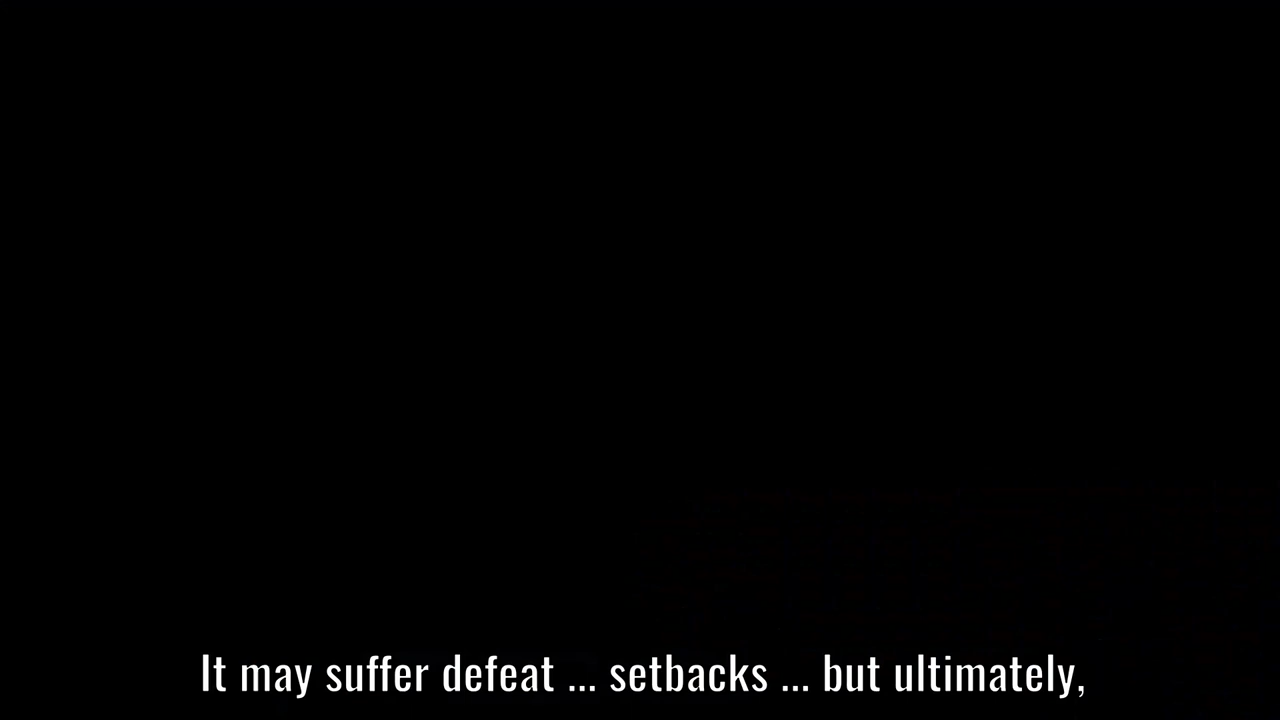 It may suffer defeat ... setbacks ... but ultimately,